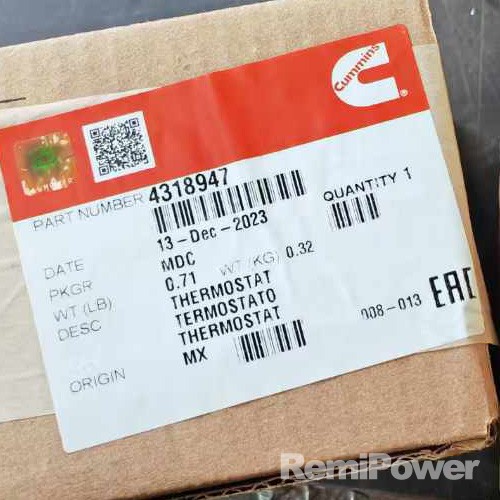 Cummins
®
PART NUMBER 4318947
QUANTITY 1
DATE 13-Dec-2023
PKGR MDC
WT (LB) 0.71 WT (KG) 0.32
DESC THERMOSTAT
TERMOSTATO
THERMOSTAT
008-013
EAC
ORIGIN MX
RemiPower